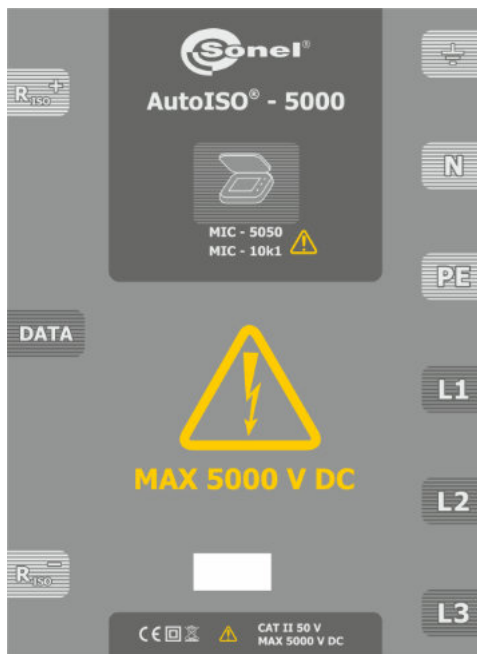 Sonel®
AutoISO® - 5000
MIC - 5050
MIC - 10k1
RISO+
DATA
RISO-
N
PE
L1
L2
L3
MAX 5000 V DC
CE
CAT II 50 V
MAX 5000 V DC